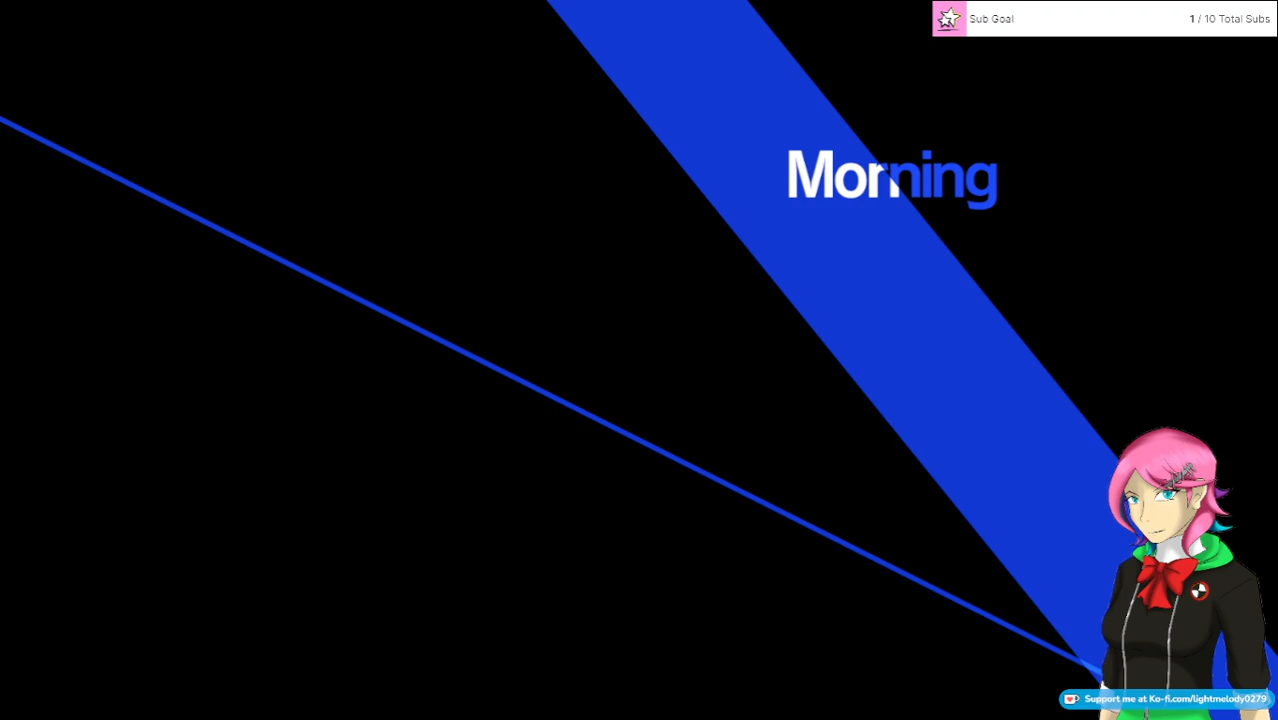 Sub Goal 1 / 10 Total Subs
Morning
Support me at Ko-fi.com/lightmelody0279